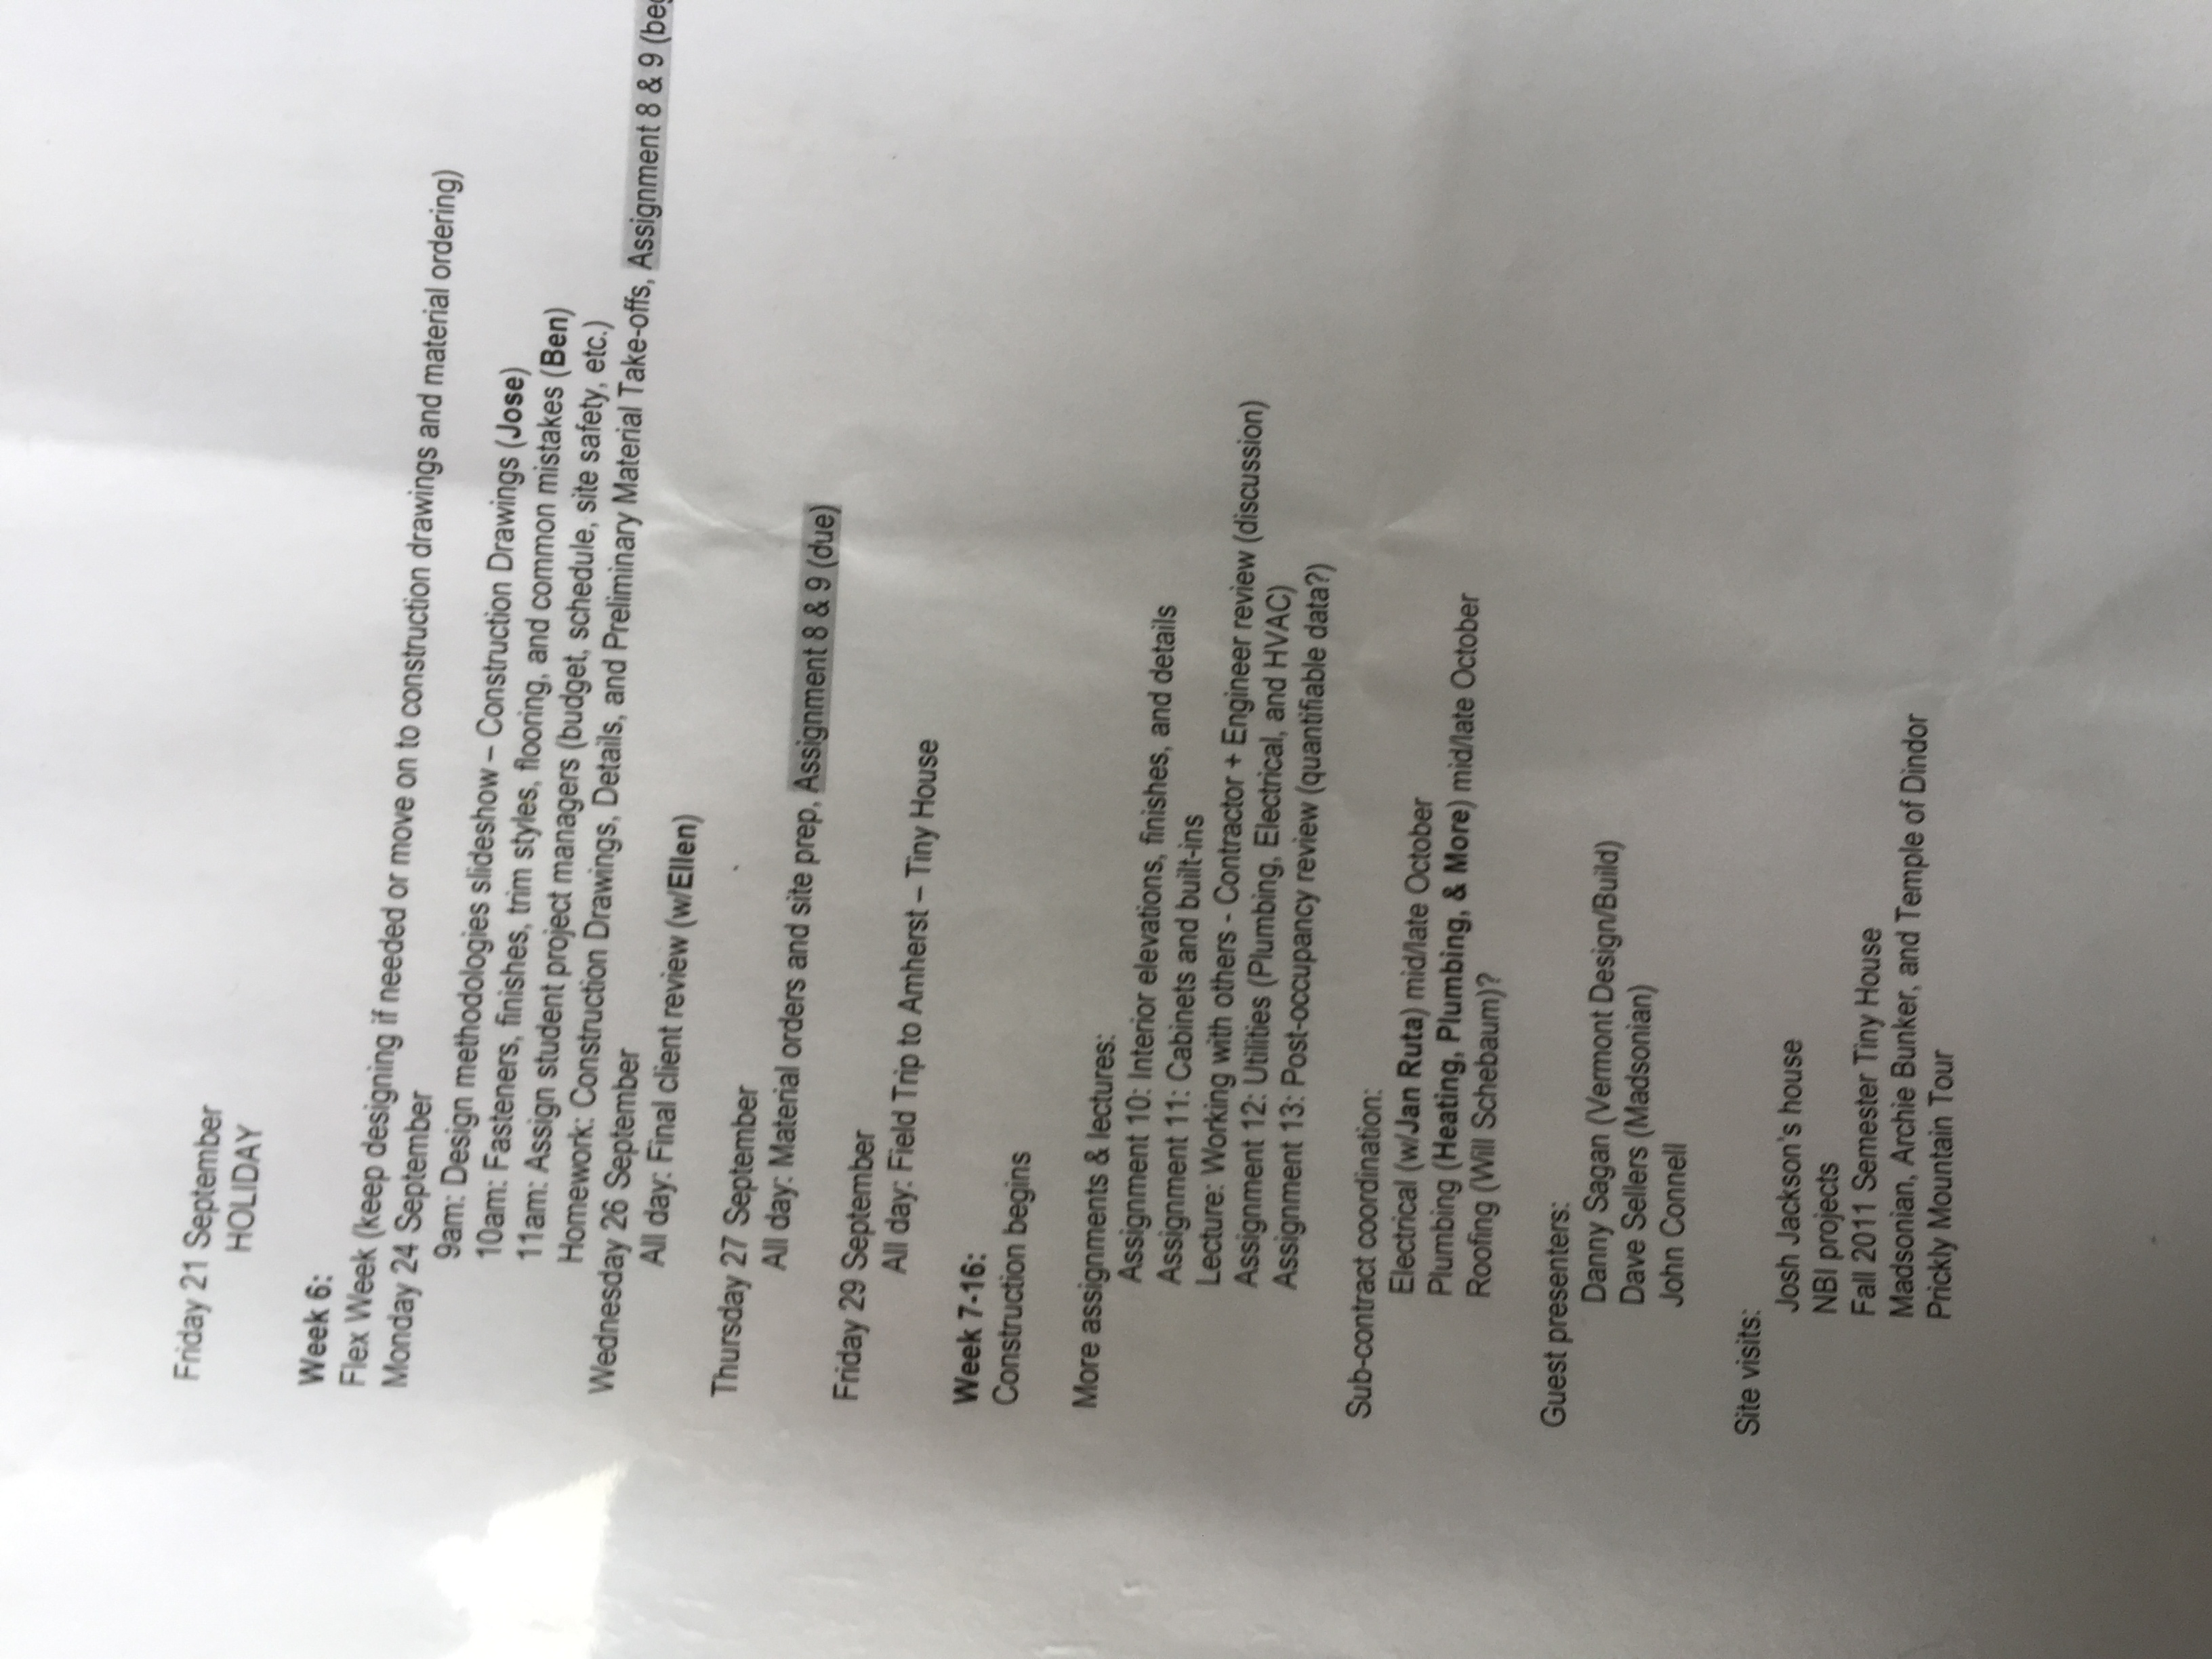 Friday 21 September
HOLIDAY
Week 6:
Flex Week (keep designing if needed or move on to construction drawings and material ordering)
Monday 24 September
9am: Design methodologies slideshow – Construction Drawings (Jose)
10am: Fasteners, finishes, trim styles, flooring, and common mistakes (Ben)
11am: Assign student project managers (budget, schedule, site safety, etc.)
Homework: Construction Drawings, Details, and Preliminary Material Take-offs, Assignment 8 & 9 (beg
Wednesday 26 September
All day: Final client review (w/Ellen)
Thursday 27 September
All day: Material orders and site prep, Assignment 8 & 9 (due)
Friday 29 September
All day: Field Trip to Amherst – Tiny House
Week 7-16:
Construction begins
More assignments & lectures:
Assignment 10: Interior elevations, finishes, and details
Assignment 11: Cabinets and built-ins
Lecture: Working with others - Contractor + Engineer review (discussion)
Assignment 12: Utilities (Plumbing, Electrical, and HVAC)
Assignment 13: Post-occupancy review (quantifiable data?)
Sub-contract coordination:
Electrical (w/Jan Ruta) mid/late October
Plumbing (Heating, Plumbing, & More) mid/late October
Roofing (Will Schebaum)?
Guest presenters:
Danny Sagan (Vermont Design/Build)
Dave Sellers (Madsonian)
John Connell
Site visits:
Josh Jackson's house
NBI projects
Fall 2011 Semester Tiny House
Madsonian, Archie Bunker, and Temple of Dindor
Prickly Mountain Tour